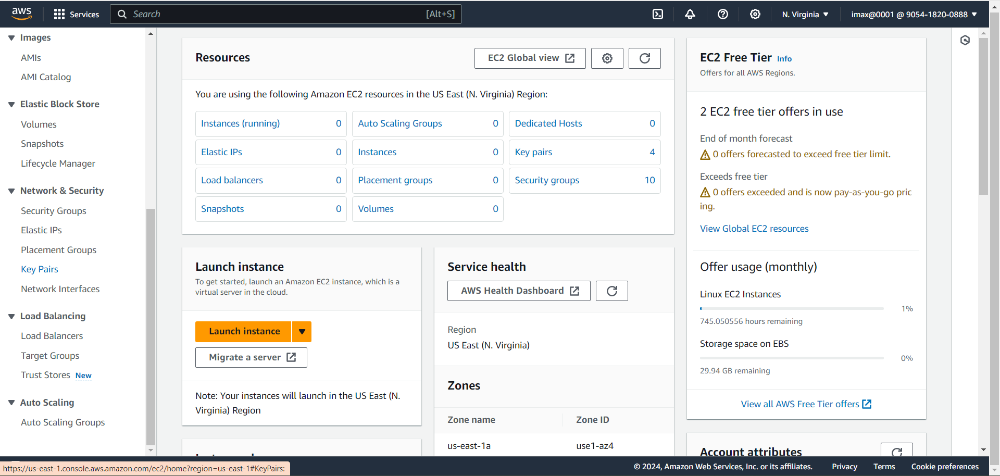 aws
Services
Search
[Alt+S]
N. Virginia
imax@0001 @ 9054-1820-0888
Images
AMIs
AMI Catalog
Elastic Block Store
Volumes
Snapshots
Lifecycle Manager
Network & Security
Security Groups
Elastic IPs
Placement Groups
Key Pairs
Network Interfaces
Load Balancing
Load Balancers
Target Groups
Trust Stores New
Auto Scaling
Auto Scaling Groups
Resources
EC2 Global view
You are using the following Amazon EC2 resources in the US East (N. Virginia) Region:
Instances (running) 0
Auto Scaling Groups 0
Dedicated Hosts 0
Elastic IPs 0
Instances 0
Key pairs 4
Load balancers 0
Placement groups 0
Security groups 10
Snapshots 0
Volumes 0
Launch instance
To get started, launch an Amazon EC2 instance, which is a
virtual server in the cloud.
Launch instance
Migrate a server
Note: Your instances will launch in the US East (N.
Virginia) Region
Service health
AWS Health Dashboard
Region
US East (N. Virginia)
Zones
Zone name
Zone ID
us-east-1a
use1-az4
EC2 Free Tier Info
Offers for all AWS Regions.
2 EC2 free tier offers in use
End of month forecast
0 offers forecasted to exceed free tier limit.
Exceeds free tier
0 offers exceeded and is now pay-as-you-go pric
ing.
View Global EC2 resources
Offer usage (monthly)
Linux EC2 Instances
1%
745.050556 hours remaining
Storage space on EBS
0%
29.94 GB remaining
View all AWS Free Tier offers
Account attributes
https://us-east-1.console.aws.amazon.com/ec2/home?region=us-east-1#KeyPairs:
© 2024, Amazon Web Services, Inc. or its affiliates.
Privacy
Terms
Cookie preferences